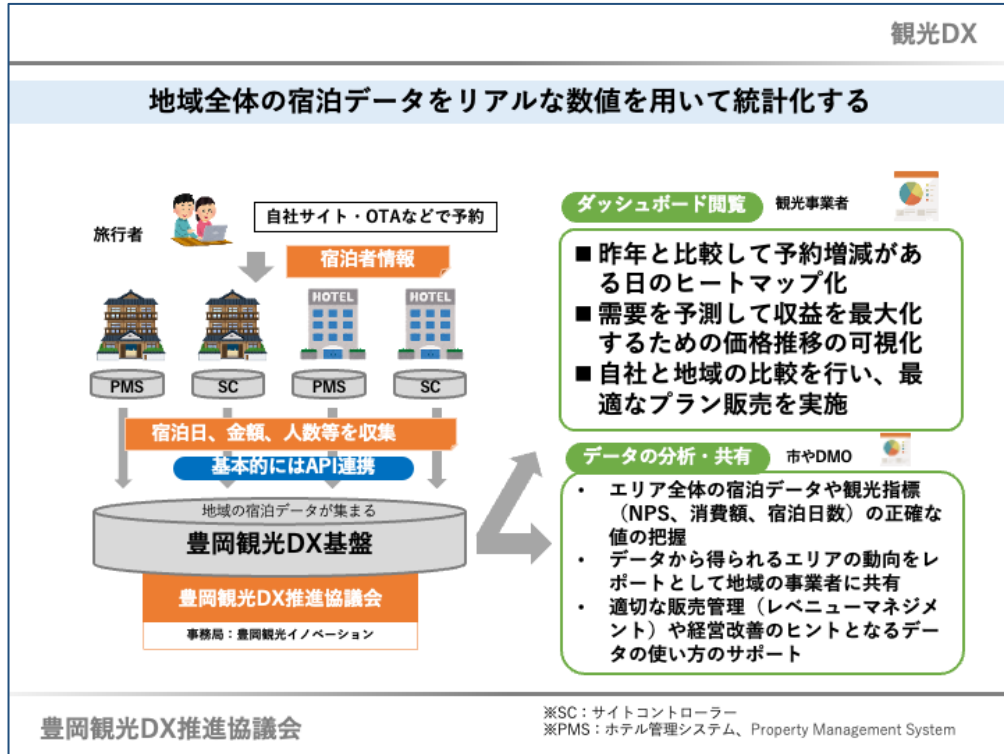 観光DX
地域全体の宿泊データをリアルな数値を用いて統計化する
旅行者
自社サイト・OTAなどで予約
宿泊者情報
HOTEL
HOTEL
PMS
SC
PMS
SC
宿泊日、金額、人数等を収集
基本的にはAPI連携
地域の宿泊データが集まる
豊岡観光DX基盤
豊岡観光DX推進協議会
事務局：豊岡観光イノベーション
ダッシュボード閲覧
観光事業者
■ 昨年と比較して予約増減があ
る日のヒートマップ化
■ 需要を予測して収益を最大化
するための価格推移の可視化
■ 自社と地域の比較を行い、最
適なプラン販売を実施
データの分析・共有
市やDMO
• エリア全体の宿泊データや観光指標
（NPS、消費額、宿泊日数）の正確な
値の把握
• データから得られるエリアの動向をレ
ポートとして地域の事業者に共有
• 適切な販売管理（レベニューマネジメ
ント）や経営改善のヒントとなるデー
タの使い方のサポート
豊岡観光DX推進協議会
※SC：サイトコントローラー
※PMS：ホテル管理システム、Property Management System